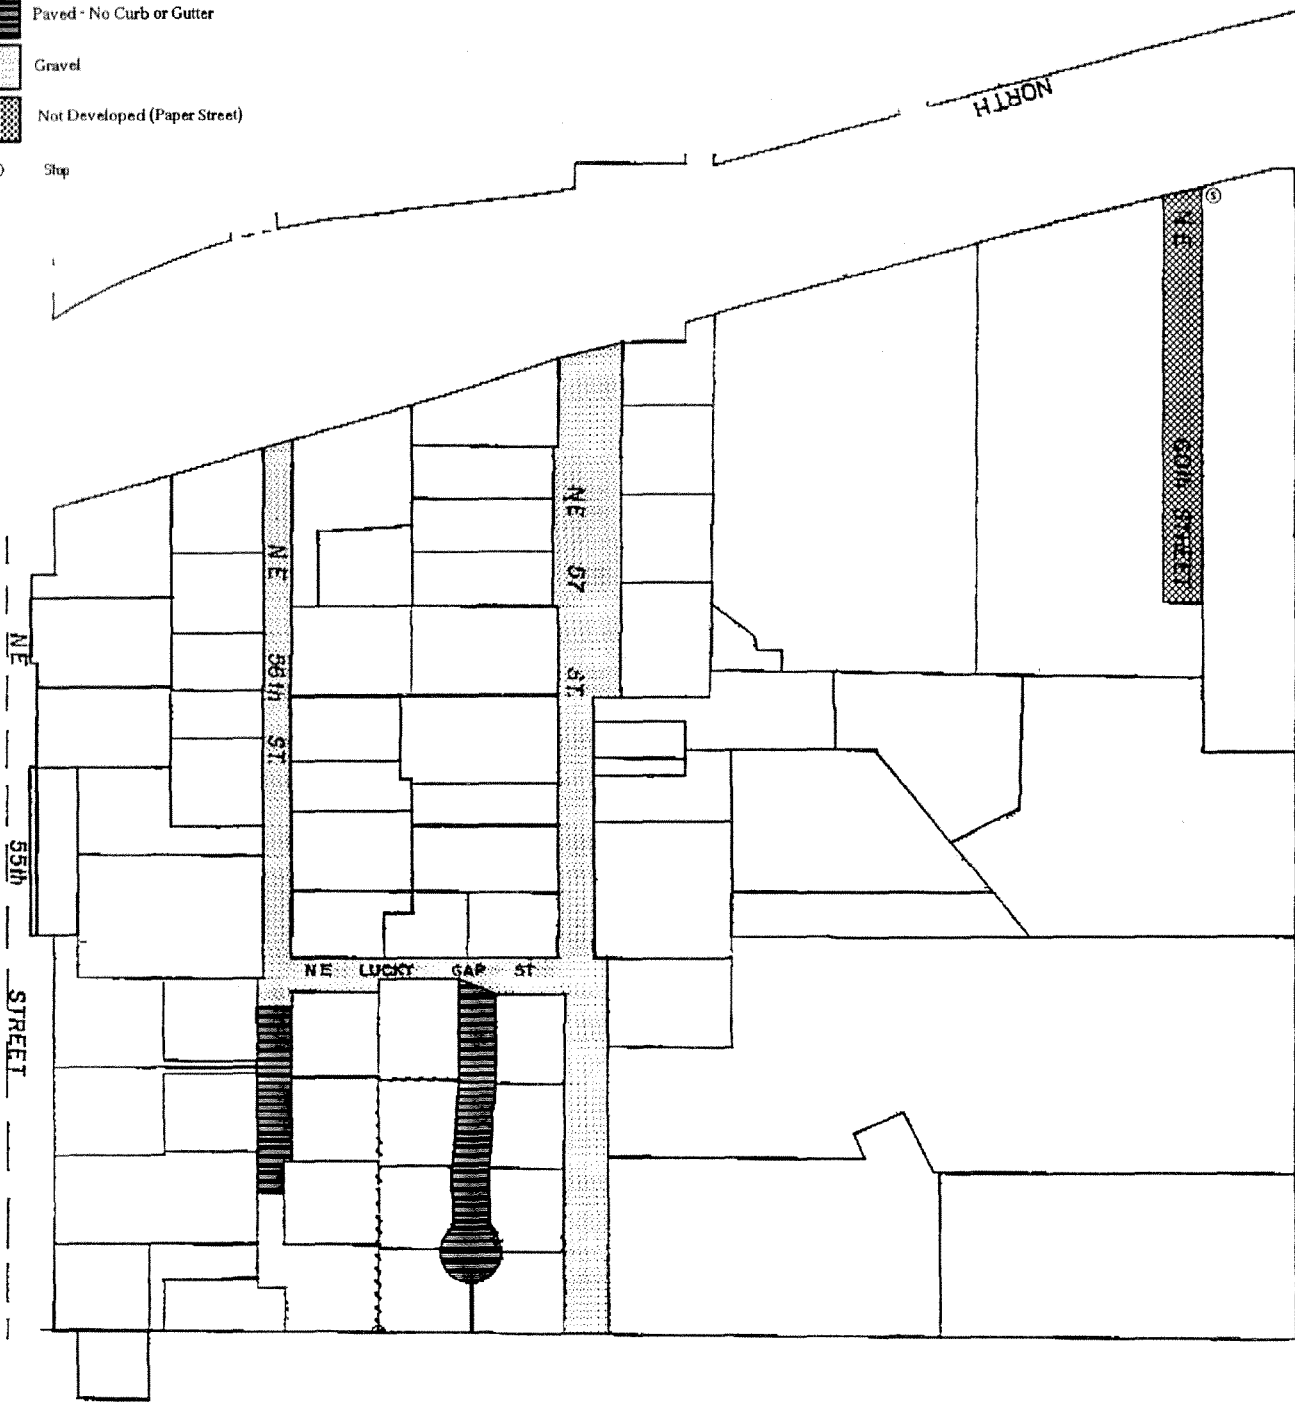 Paved - No Curb or Gutter
Gravel
Not Developed (Paper Street)
Stop
NORTH
S
NE 60th STREET
NE 57 ST.
NE 56th ST.
NE 55th STREET
NE LUCKY GAP ST